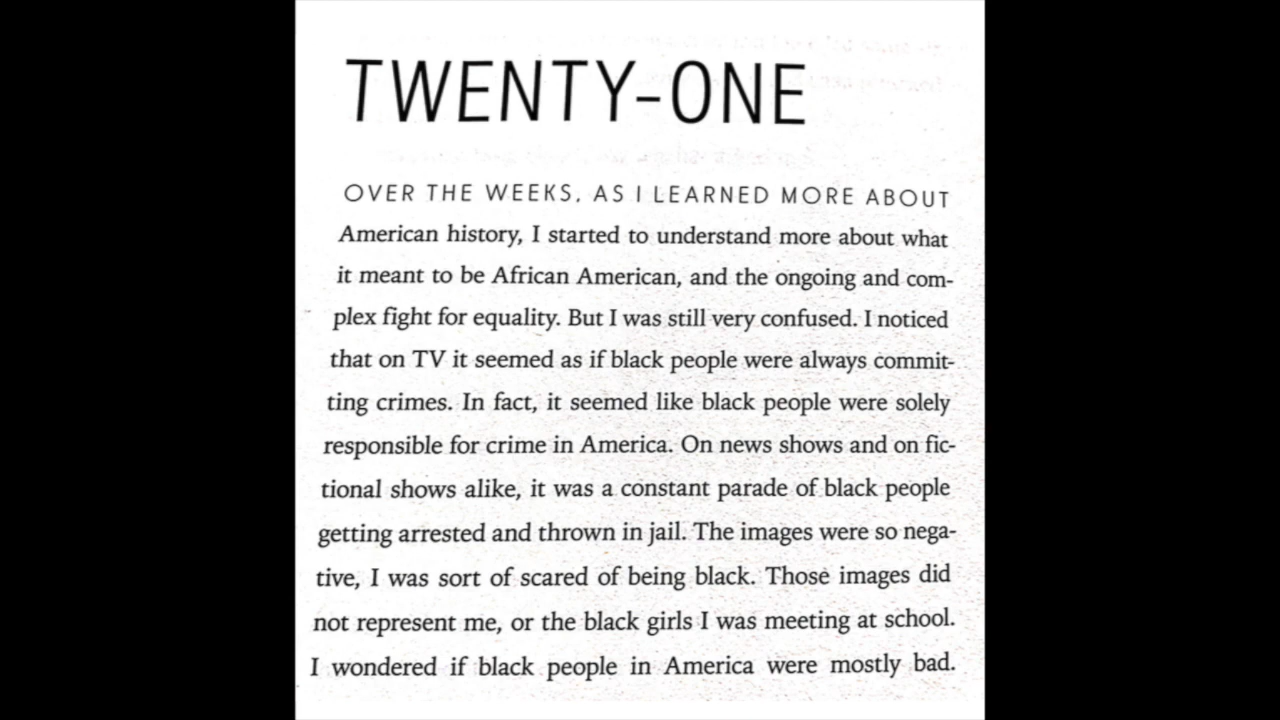 TWENTY-ONE
OVER THE WEEKS, AS I LEARNED MORE ABOUT
American history, I started to understand more about what
it meant to be African American, and the ongoing and com-
plex fight for equality. But I was still very confused. I noticed
that on TV it seemed as if black people were always commit-
ting crimes. In fact, it seemed like black people were solely
responsible for crime in America. On news shows and on fic-
tional shows alike, it was a constant parade of black people
getting arrested and thrown in jail. The images were so nega-
tive, I was sort of scared of being black. Those images did
not represent me, or the black girls I was meeting at school.
I wondered if black people in America were mostly bad.